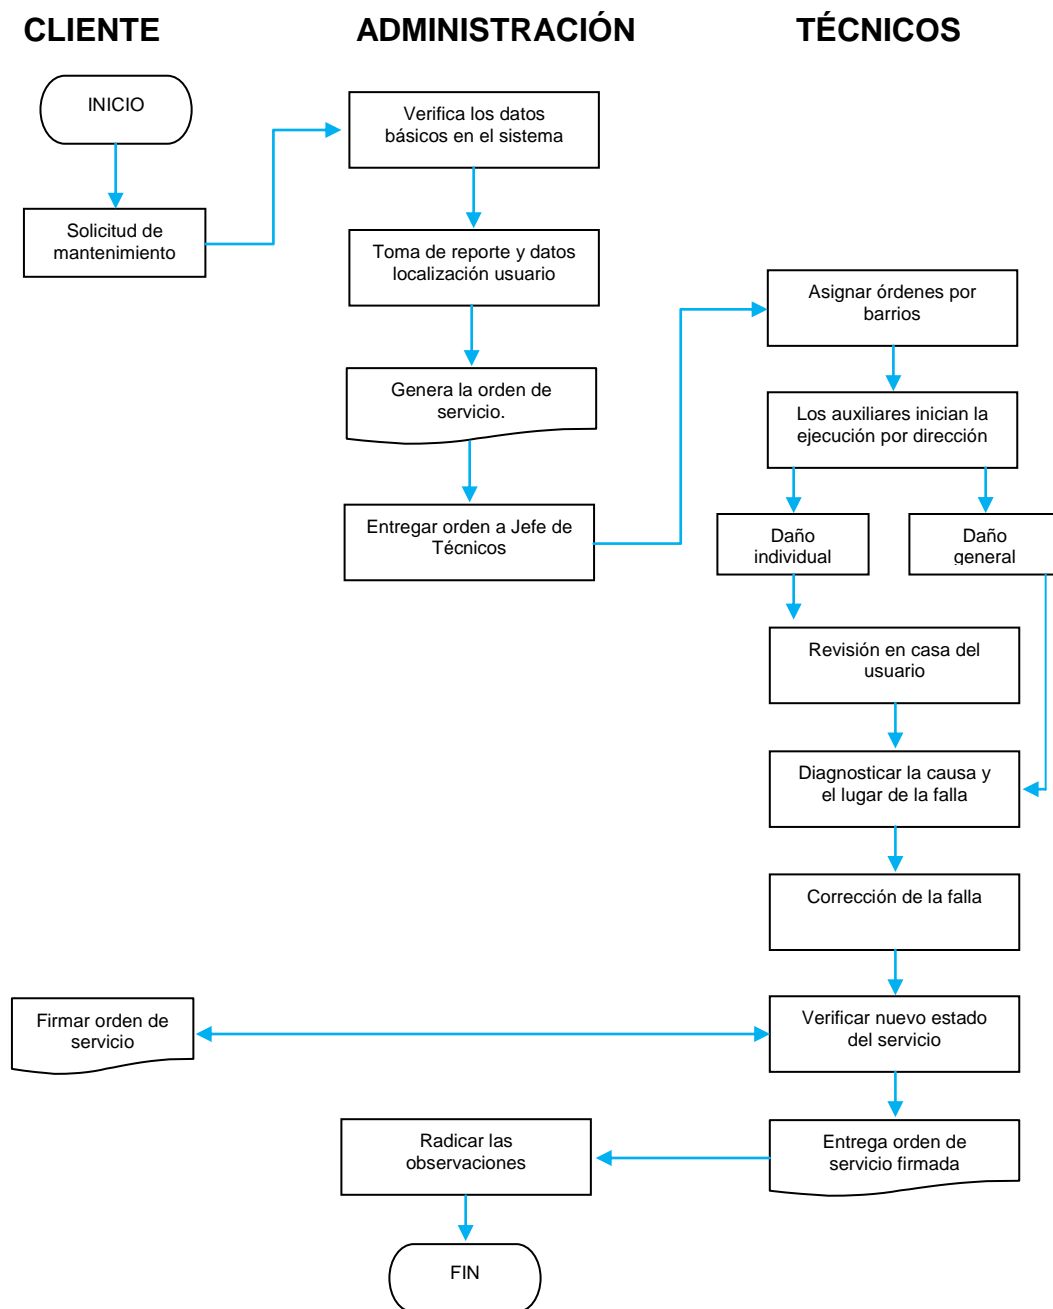 CLIENTE
ADMINISTRACIÓN
TÉCNICOS
INICIO
Solicitud de
mantenimiento
Verifica los datos
básicos en el sistema
Toma de reporte y datos
localización usuario
Genera la orden de
servicio.
Entregar orden a Jefe de
Técnicos
Asignar órdenes por
barrios
Los auxiliares inician la
ejecución por dirección
Daño
individual
Daño
general
Revisión en casa del
usuario
Diagnosticar la causa y
el lugar de la falla
Corrección de la falla
Verificar nuevo estado
del servicio
Firmar orden de
servicio
Entrega orden de
servicio firmada
Radicar las
observaciones
FIN